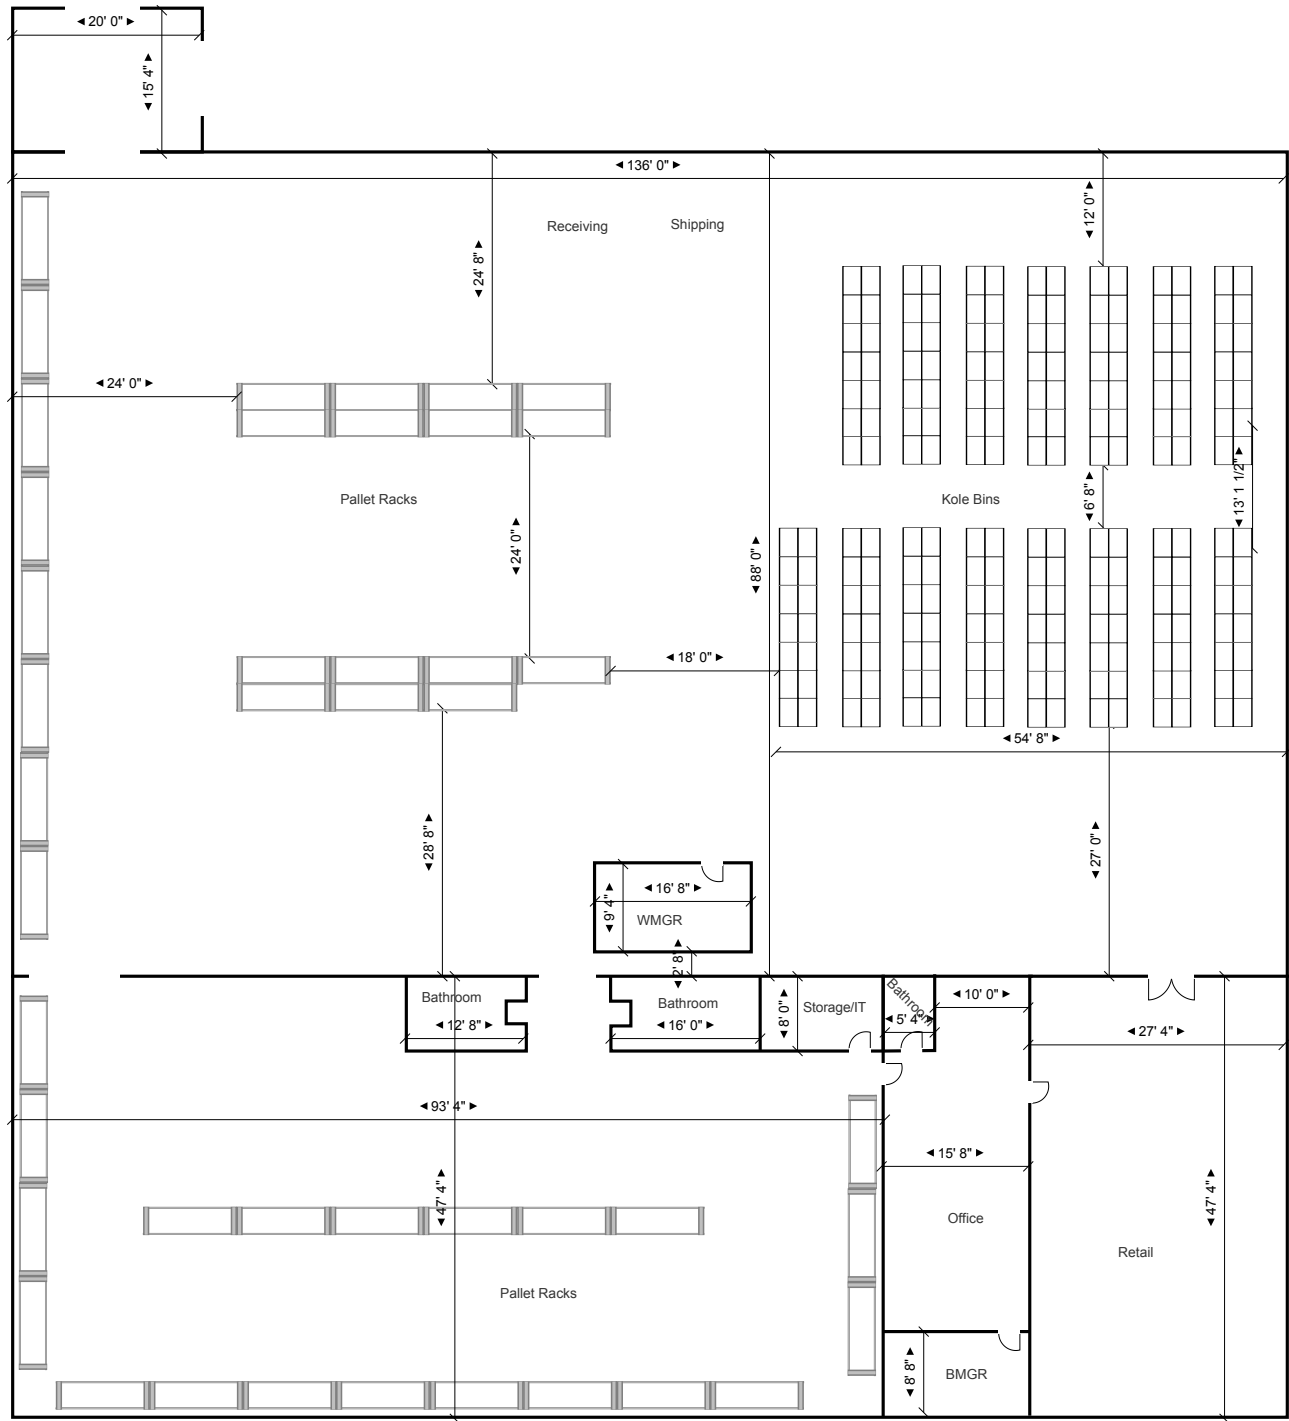 20' 0"
15' 4"
136' 0"
12' 0"
Receiving
Shipping
24' 8"
24' 0"
Pallet Racks
Kole Bins
6' 8"
13' 1 1/2"
24' 0"
88' 0"
18' 0"
54' 8"
28' 8"
27' 0"
16' 8"
9' 4"
WMGR
2' 8"
Bathroom
12' 8"
Bathroom
16' 0"
8' 0"
Storage/IT
Bathroom
5' 4"
10' 0"
27' 4"
93' 4"
47' 4"
15' 8"
47' 4"
Office
Retail
Pallet Racks
8' 8"
BMGR